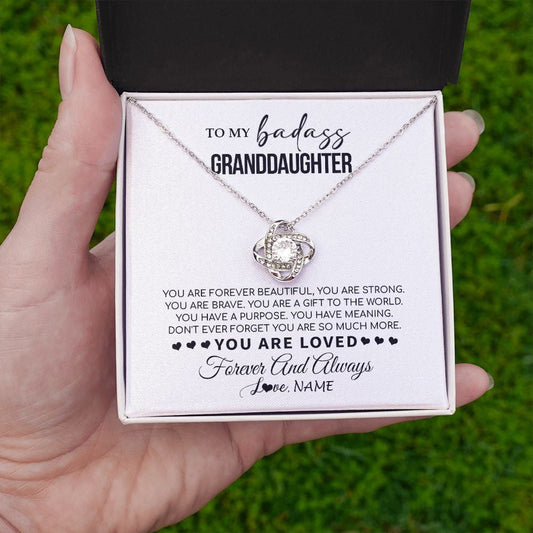 TO MY badass
GRANDDAUGHTER
YOU ARE FOREVER BEAUTIFUL, YOU ARE STRONG.
YOU ARE BRAVE. YOU ARE A GIFT TO THE WORLD.
YOU HAVE A PURPOSE. YOU HAVE MEANING.
DON'T EVER FORGET YOU ARE SO MUCH MORE.
YOU ARE LOVED
Forever And Always
Love, NAME